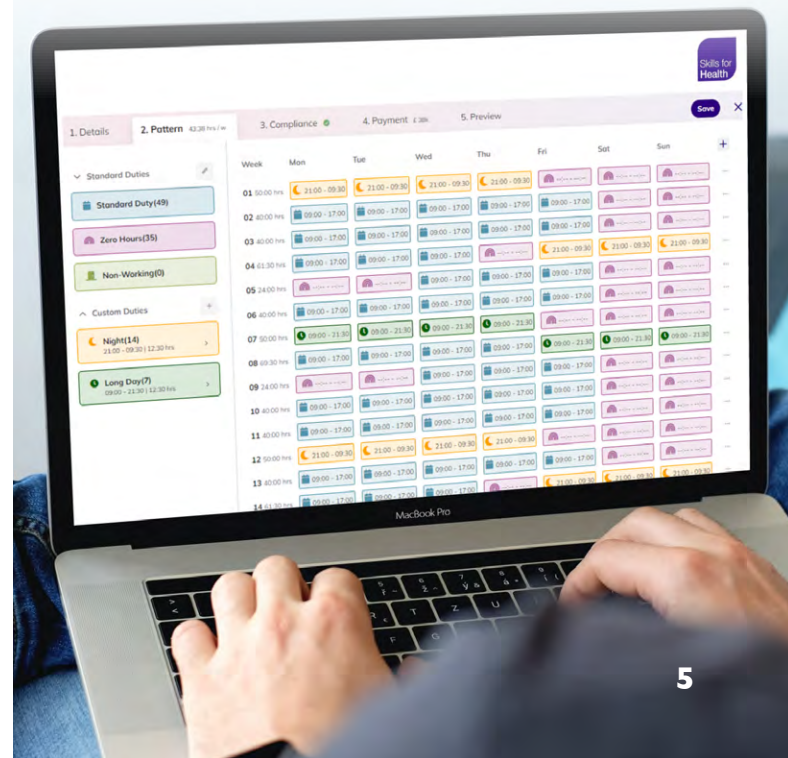 Skills for
Health
1. Details 2. Pattern 43:38 hrs / w 3. Compliance 4. Payment 5. Preview Save
Week Mon Tue Wed Thu Fri Sat Sun
Standard Duties
Standard Duty(49)
Zero Hours(35)
Non-Working(0)
Custom Duties
Night(14)
21:00 - 09:30 | 12:30 hrs
Long Day(7)
09:00 - 21:30 | 12:30 hrs
01 50:00 hrs 21:00 - 09:30 21:00 - 09:30 21:00 - 09:30 21:00 - 09:30 --:-- - --:-- --:-- - --:-- --:-- - --:--
02 40:00 hrs 09:00 - 17:00 09:00 - 17:00 09:00 - 17:00 09:00 - 17:00 09:00 - 17:00 --:-- - --:-- --:-- - --:--
03 40:00 hrs 09:00 - 17:00 09:00 - 17:00 09:00 - 17:00 09:00 - 17:00 09:00 - 17:00 --:-- - --:-- --:-- - --:--
04 61:30 hrs 09:00 - 17:00 09:00 - 17:00 09:00 - 17:00 --:-- - --:-- 21:00 - 09:30 21:00 - 09:30 21:00 - 09:30
05 24:00 hrs --:-- - --:-- --:-- - --:-- 09:00 - 17:00 09:00 - 17:00 09:00 - 17:00 --:-- - --:-- --:-- - --:--
06 40:00 hrs 09:00 - 17:00 09:00 - 17:00 09:00 - 17:00 09:00 - 17:00 09:00 - 17:00 --:-- - --:-- --:-- - --:--
07 50:00 hrs 09:00 - 21:30 09:00 - 21:30 09:00 - 21:30 09:00 - 21:30 --:-- - --:-- --:-- - --:-- --:-- - --:--
08 69:30 hrs 09:00 - 17:00 09:00 - 17:00 09:00 - 17:00 09:00 - 17:00 09:00 - 21:30 09:00 - 21:30 09:00 - 21:30
09 24:00 hrs --:-- - --:-- --:-- - --:-- 09:00 - 17:00 09:00 - 17:00 09:00 - 17:00 --:-- - --:-- --:-- - --:--
10 40:00 hrs 09:00 - 17:00 09:00 - 17:00 09:00 - 17:00 09:00 - 17:00 09:00 - 17:00 --:-- - --:-- --:-- - --:--
11 40:00 hrs 09:00 - 17:00 09:00 - 17:00 09:00 - 17:00 09:00 - 17:00 09:00 - 17:00 --:-- - --:-- --:-- - --:--
12 50:00 hrs 21:00 - 09:30 21:00 - 09:30 21:00 - 09:30 21:00 - 09:30 --:-- - --:-- --:-- - --:-- --:-- - --:--
13 40:00 hrs 09:00 - 17:00 09:00 - 17:00 09:00 - 17:00 09:00 - 17:00 09:00 - 17:00 --:-- - --:-- --:-- - --:--
14 61:30 hrs 09:00 - 17:00 09:00 - 17:00 09:00 - 17:00 --:-- - --:-- 21:00 - 09:30 21:00 - 09:30 21:00 - 09:30
MacBook Pro
R T Z U
F G
5